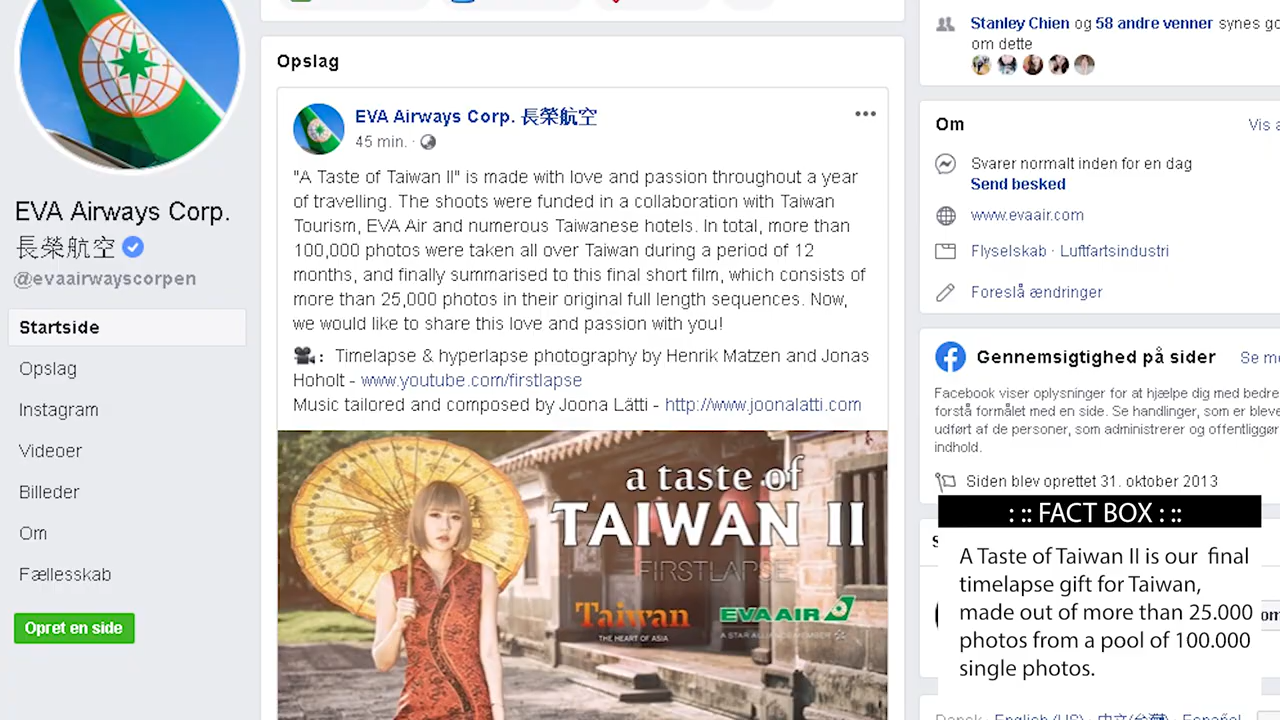 EVA Airways Corp.
長榮航空
@evaairwayscorpen
Startside
Opslag
Instagram
Videoer
Billeder
Om
Fællesskab
Opret en side
Opslag
EVA Airways Corp. 長榮航空
45 min. ·
"A Taste of Taiwan II" is made with love and passion throughout a year
of travelling. The shoots were funded in a collaboration with Taiwan
Tourism, EVA Air and numerous Taiwanese hotels. In total, more than
100,000 photos were taken all over Taiwan during a period of 12
months, and finally summarised to this final short film, which consists of
more than 25,000 photos in their original full length sequences. Now,
we would like to share this love and passion with you!
: Timelapse & hyperlapse photography by Henrik Matzen and Jonas
Hoholt - www.youtube.com/firstlapse
Music tailored and composed by Joona Lätti - http://www.joonalatti.com
a taste of
TAIWAN II
FIRSTLAPSE
Taiwan
THE HEART OF ASIA
EVA AIR
A STAR ALLIANCE MEMBER
Stanley Chien og 58 andre venner synes go
om dette
Om
Vis a
Svarer normalt inden for en dag
Send besked
www.evaair.com
Flyselskab · Luftfartsindustri
Foreslå ændringer
Gennemsigtighed på sider
Se me
Facebook viser oplysninger for at hjælpe dig med bedre
forstå formålet med en side. Se handlinger, som er bleve
udført af de personer, som administrerer og offentliggør
indhold.
Siden blev oprettet 31. oktober 2013
: :: FACT BOX : ::
A Taste of Taiwan II is our final
timelapse gift for Taiwan,
made out of more than 25.000
photos from a pool of 100.000
single photos.
Dansk · English (US) · 中文(台灣) · Español